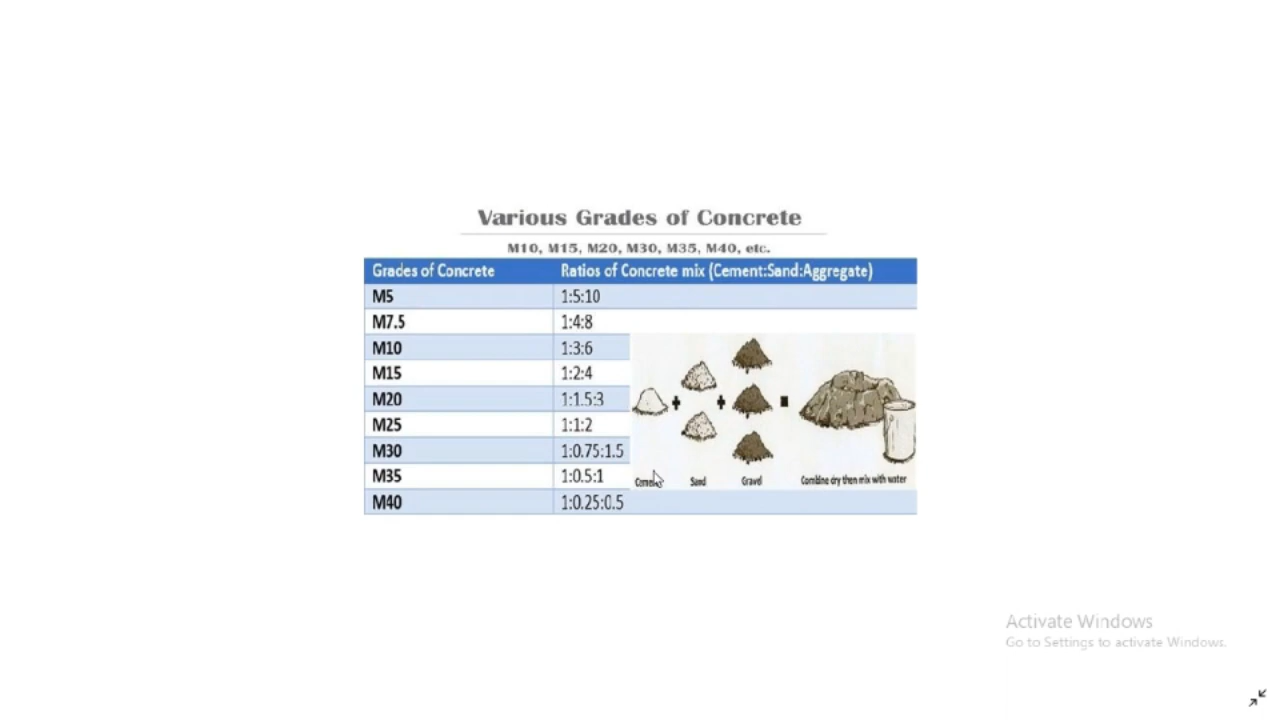 Various Grades of Concrete
M10, M15, M20, M30, M35, M40, etc.
Grades of Concrete Ratios of Concrete mix (Cement:Sand:Aggregate)
M5 1:5:10
M7.5 1:4:8
M10 1:3:6
M15 1:2:4
M20 1:1.5:3
M25 1:1:2
M30 1:0.75:1.5
M35 1:0.5:1
Sand Gravel Combine dry then mix with water
M40 1:0.25:0.5
Activate Windows
Go to Settings to activate Windows.